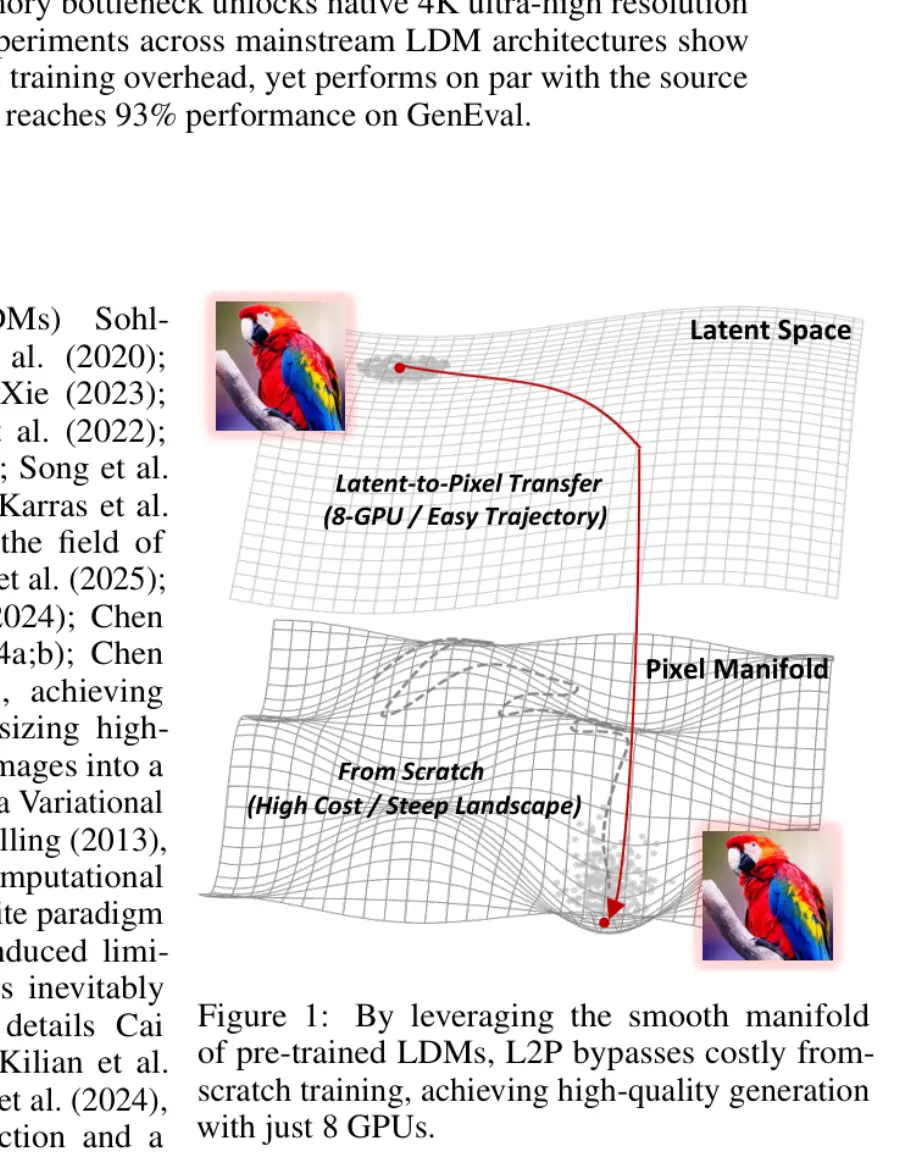 ory bottleneck unlocks native 4K ultra-high resolution
periments across mainstream LDM architectures show
training overhead, yet performs on par with the source
reaches 93% performance on GenEval.
DMs) Sohl-
al. (2020);
Xie (2023);
al. (2022);
; Song et al.
Karras et al.
the field of
et al. (2025);
2024); Chen
4a;b); Chen
, achieving
sizing high-
mages into a
a Variational
lling (2013),
mputational
ite paradigm
nduced limi-
s inevitably
details Cai
Kilian et al.
et al. (2024),
ction and a
Latent Space
Latent-to-Pixel Transfer
(8-GPU / Easy Trajectory)
Pixel Manifold
From Scratch
(High Cost / Steep Landscape)
Figure 1: By leveraging the smooth manifold
of pre-trained LDMs, L2P bypasses costly from-
scratch training, achieving high-quality generation
with just 8 GPUs.